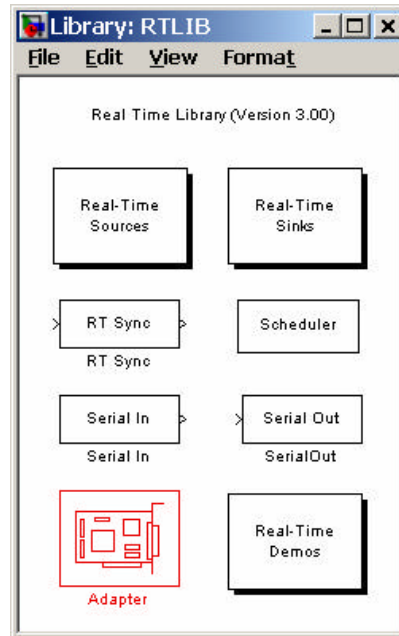 Library: RTLIB
File Edit View Format
Real Time Library (Version 3.00)
Real-Time Real-Time
Sources Sinks
RT Sync Scheduler
RT Sync
Serial In Serial Out
Serial In SerialOut
Real-Time
Demos
Adapter